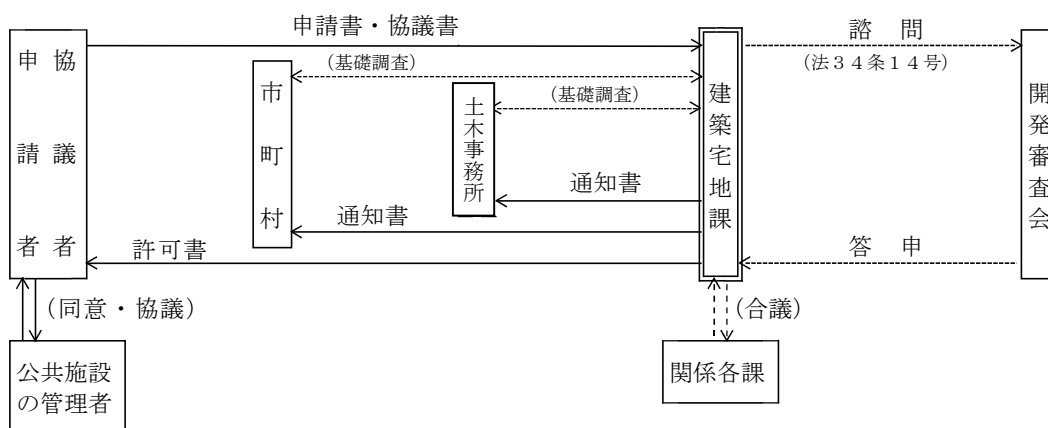 申請書・協議書
諮　問
(法３４条１４号)
(基礎調査)
(基礎調査)
申請者
協議者
市町村
土木事務所
建築宅地課
開発審査会
通知書
通知書
許可書
答　申
(同意・協議)
(合議)
公共施設
の管理者
関係各課